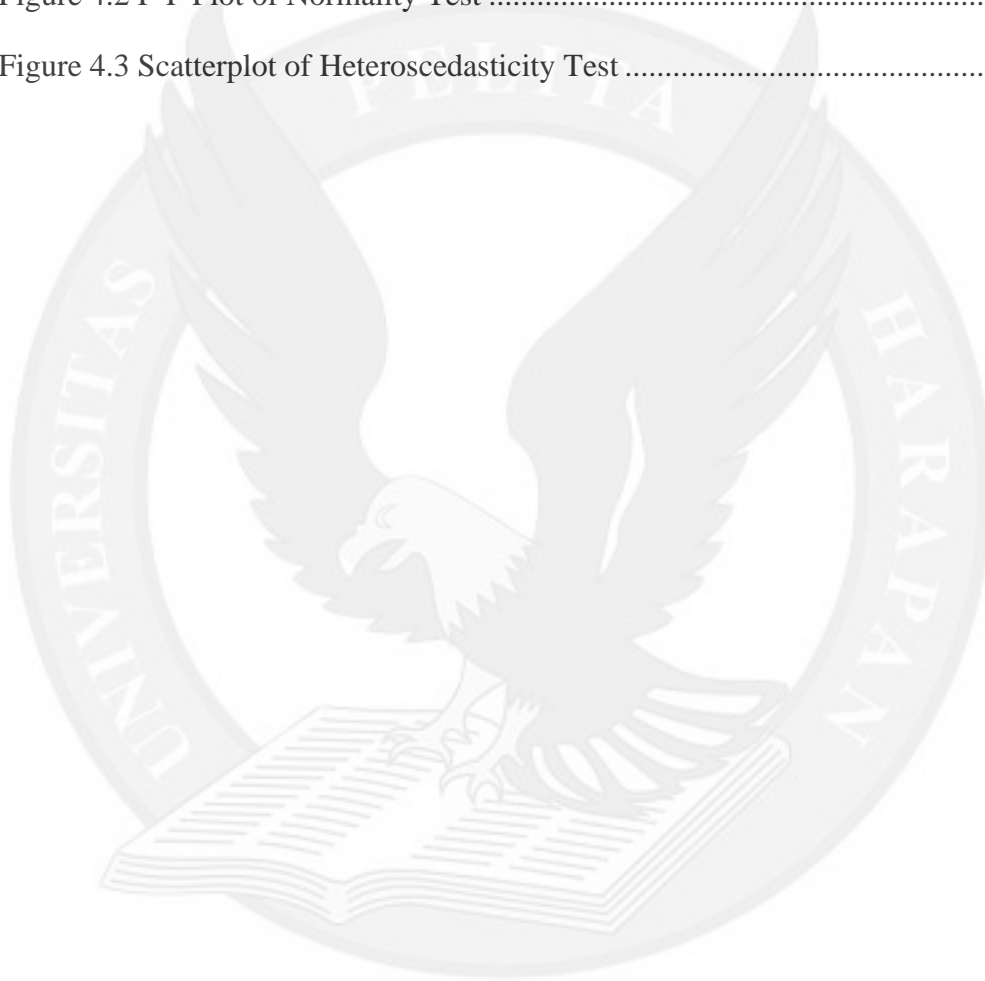 Figure 4.2 P-P Plot of Normality Test ............................................................
Figure 4.3 Scatterplot of Heteroscedasticity Test ............................................
UNIVERSITAS PELITA HARAPAN